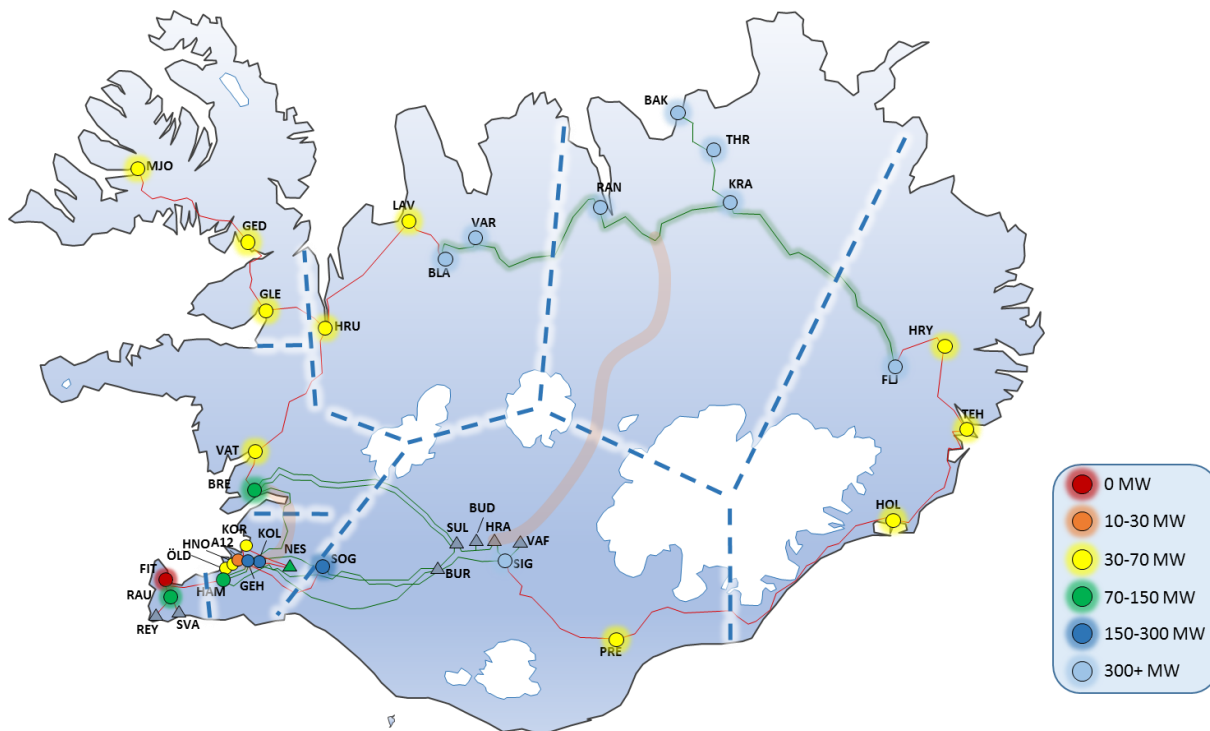 BAK
THR
MJO
KRA
RAN
LAV
VAR
GED
BLA
GLE
HRU
HRY
FLJ
TEH
VAT
BRE
HOL
BUD
SUL
HRA
VAF
KOR
HNO
A12
KOL
NES
SOG
ÖLD
FIT
HAM
GEH
BUR
SIG
RAU
REY
SVA
PRE
0 MW
10-30 MW
30-70 MW
70-150 MW
150-300 MW
300+ MW